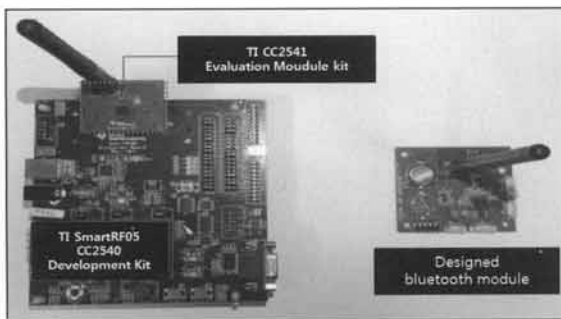 TI CC2541
Evaluation Moudule kit
TI SmartRF05
CC2540
Development Kit
Designed
bluetooth module